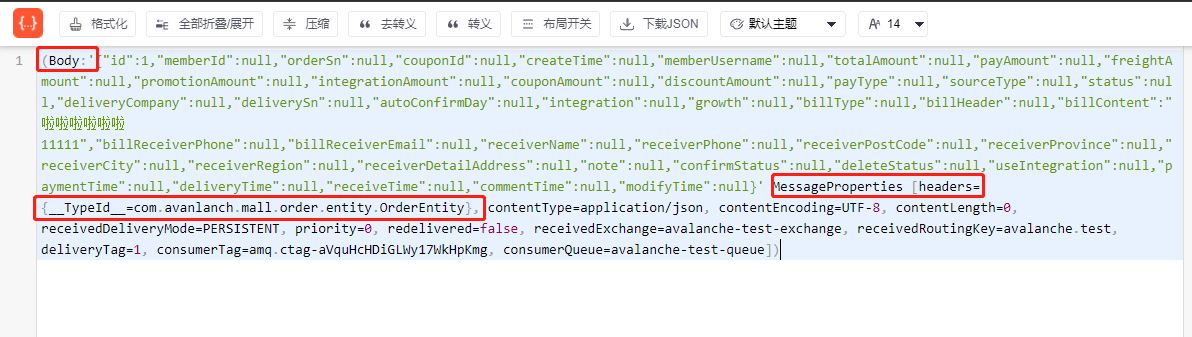 {...} 格式化 全部折叠/展开 压缩 去转义 转义 布局开关 下载JSON 默认主题 14
1 (Body:'{"id":1,"memberId":null,"orderSn":null,"couponId":null,"createTime":null,"memberUsername":null,"totalAmount":null,"payAmount":null,"freightA
mount":null,"promotionAmount":null,"integrationAmount":null,"couponAmount":null,"discountAmount":null,"payType":null,"sourceType":null,"status":nul
l,"deliveryCompany":null,"deliverySn":null,"autoConfirmDay":null,"integration":null,"growth":null,"billType":null,"billHeader":null,"billContent":"
啦啦啦啦啦啦
11111","billReceiverPhone":null,"billReceiverEmail":null,"receiverName":null,"receiverPhone":null,"receiverPostCode":null,"receiverProvince":null,"
receiverCity":null,"receiverRegion":null,"receiverDetailAddress":null,"note":null,"confirmStatus":null,"deleteStatus":null,"useIntegration":null,"p
aymentTime":null,"deliveryTime":null,"receiveTime":null,"commentTime":null,"modifyTime":null}' MessageProperties [headers=
{__TypeId__=com.avanlanch.mall.order.entity.OrderEntity}, contentType=application/json, contentEncoding=UTF-8, contentLength=0,
receivedDeliveryMode=PERSISTENT, priority=0, redelivered=false, receivedExchange=avalanche-test-exchange, receivedRoutingKey=avalanche.test,
deliveryTag=1, consumerTag=amq.ctag-aVquHcHDiGLWy17WkHpKmg, consumerQueue=avalanche-test-queue])